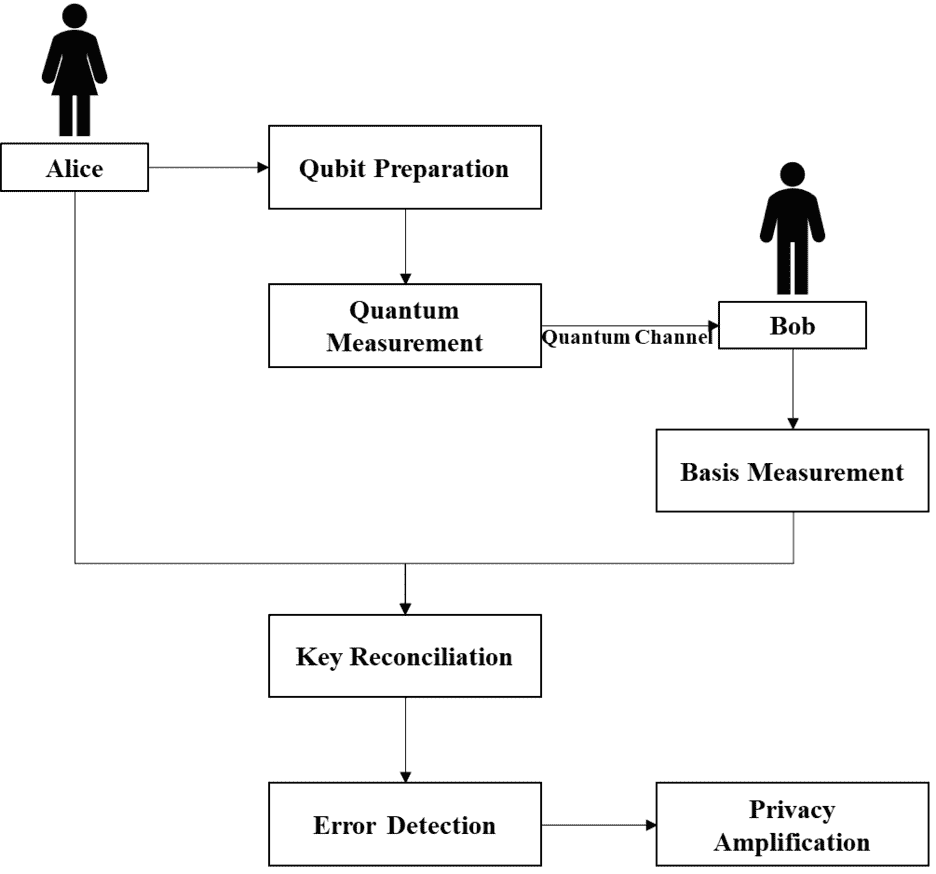 Alice
Qubit Preparation
Quantum
Measurement
Quantum Channel
Bob
Basis Measurement
Key Reconciliation
Error Detection
Privacy
Amplification